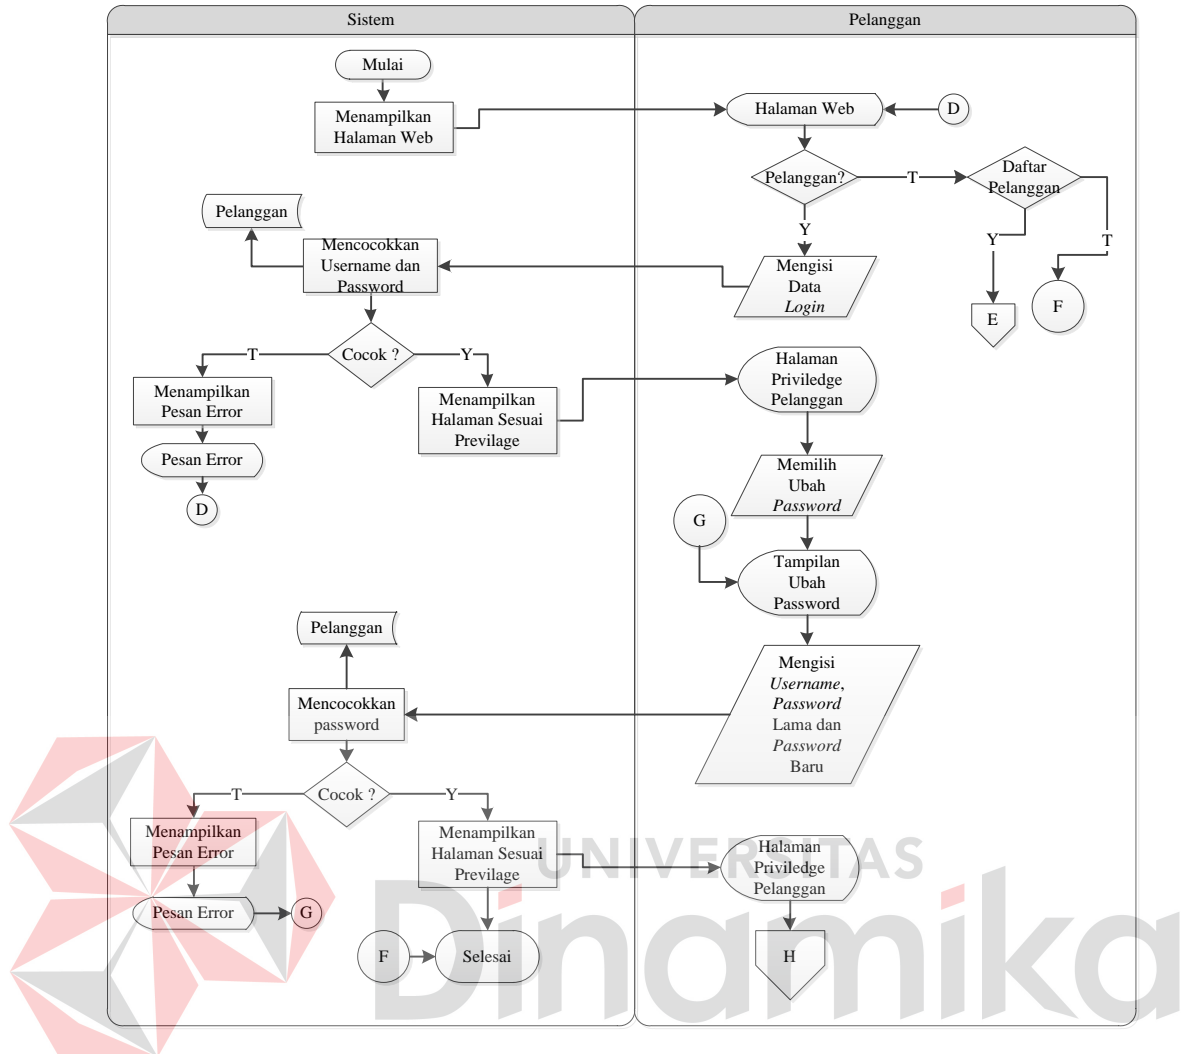 Sistem
Pelanggan
Mulai
Menampilkan
Halaman Web
Halaman Web
D
Pelanggan?
T
Daftar
Pelanggan
Y
Y
T
Pelanggan
Mencocokkan
Username dan
Password
Mengisi
Data
Login
E
F
Cocok ?
T
Y
Menampilkan
Pesan Error
Pesan Error
D
Menampilkan
Halaman Sesuai
Previlage
Halaman
Priviledge
Pelanggan
Memilih
Ubah
Password
G
Tampilan
Ubah
Password
Mengisi
Username,
Password
Lama dan
Password
Baru
Pelanggan
Mencocokkan
password
Cocok ?
T
Y
Menampilkan
Pesan Error
Pesan Error
G
Menampilkan
Halaman Sesuai
Previlage
F
Selesai
Halaman
Priviledge
Pelanggan
H
UNIVERSITAS
Dinamika